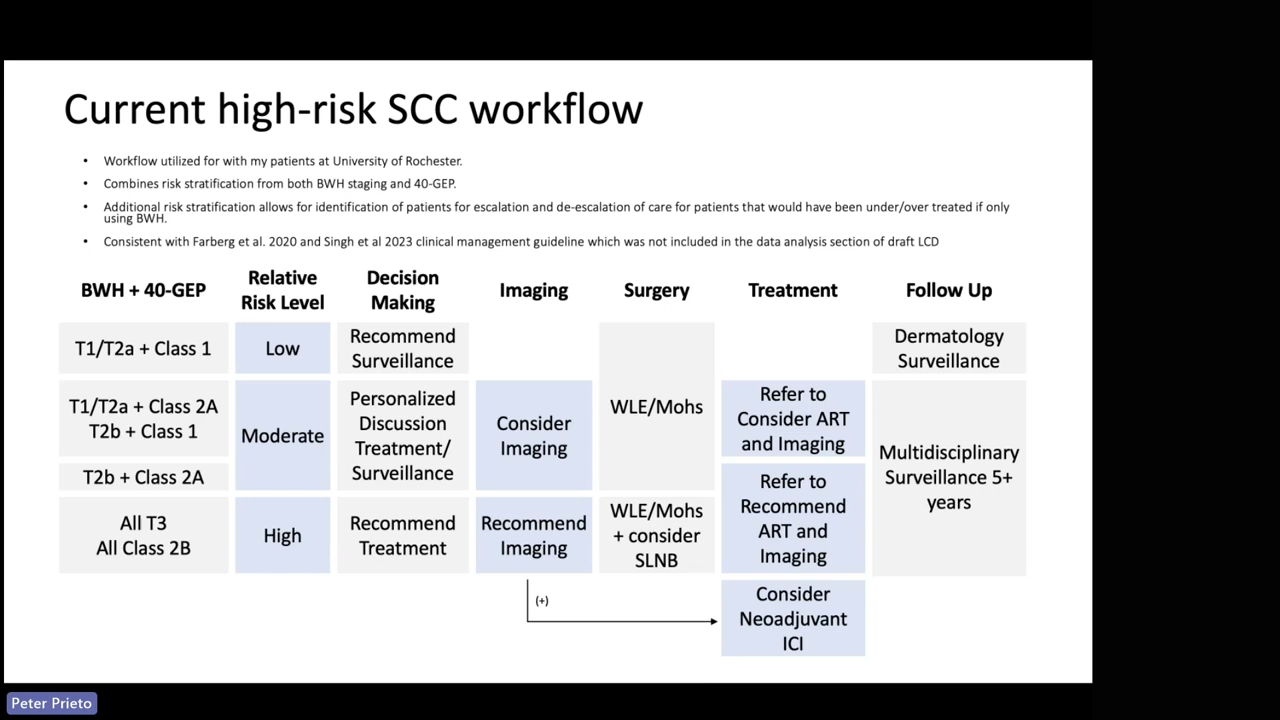 Current high-risk SCC workflow
• Workflow utilized for with my patients at University of Rochester.
• Combines risk stratification from both BWH staging and 40-GEP.
• Additional risk stratification allows for identification of patients for escalation and de-escalation of care for patients that would have been under/over treated if only
using BWH.
• Consistent with Farberg et al. 2020 and Singh et al 2023 clinical management guideline which was not included in the data analysis section of draft LCD
BWH + 40-GEP
Relative
Risk Level
Decision
Making
Imaging
Surgery
Treatment
Follow Up
T1/T2a + Class 1
Low
Recommend
Surveillance
Dermatology
Surveillance
T1/T2a + Class 2A
T2b + Class 1
T2b + Class 2A
Moderate
Personalized
Discussion
Treatment/
Surveillance
Consider
Imaging
WLE/Mohs
Refer to
Consider ART
and Imaging
Multidisciplinary
Surveillance 5+
years
All T3
All Class 2B
High
Recommend
Treatment
Recommend
Imaging
WLE/Mohs
+ consider
SLNB
Refer to
Recommend
ART and
Imaging
(+)
Consider
Neoadjuvant
ICI
Peter Prieto